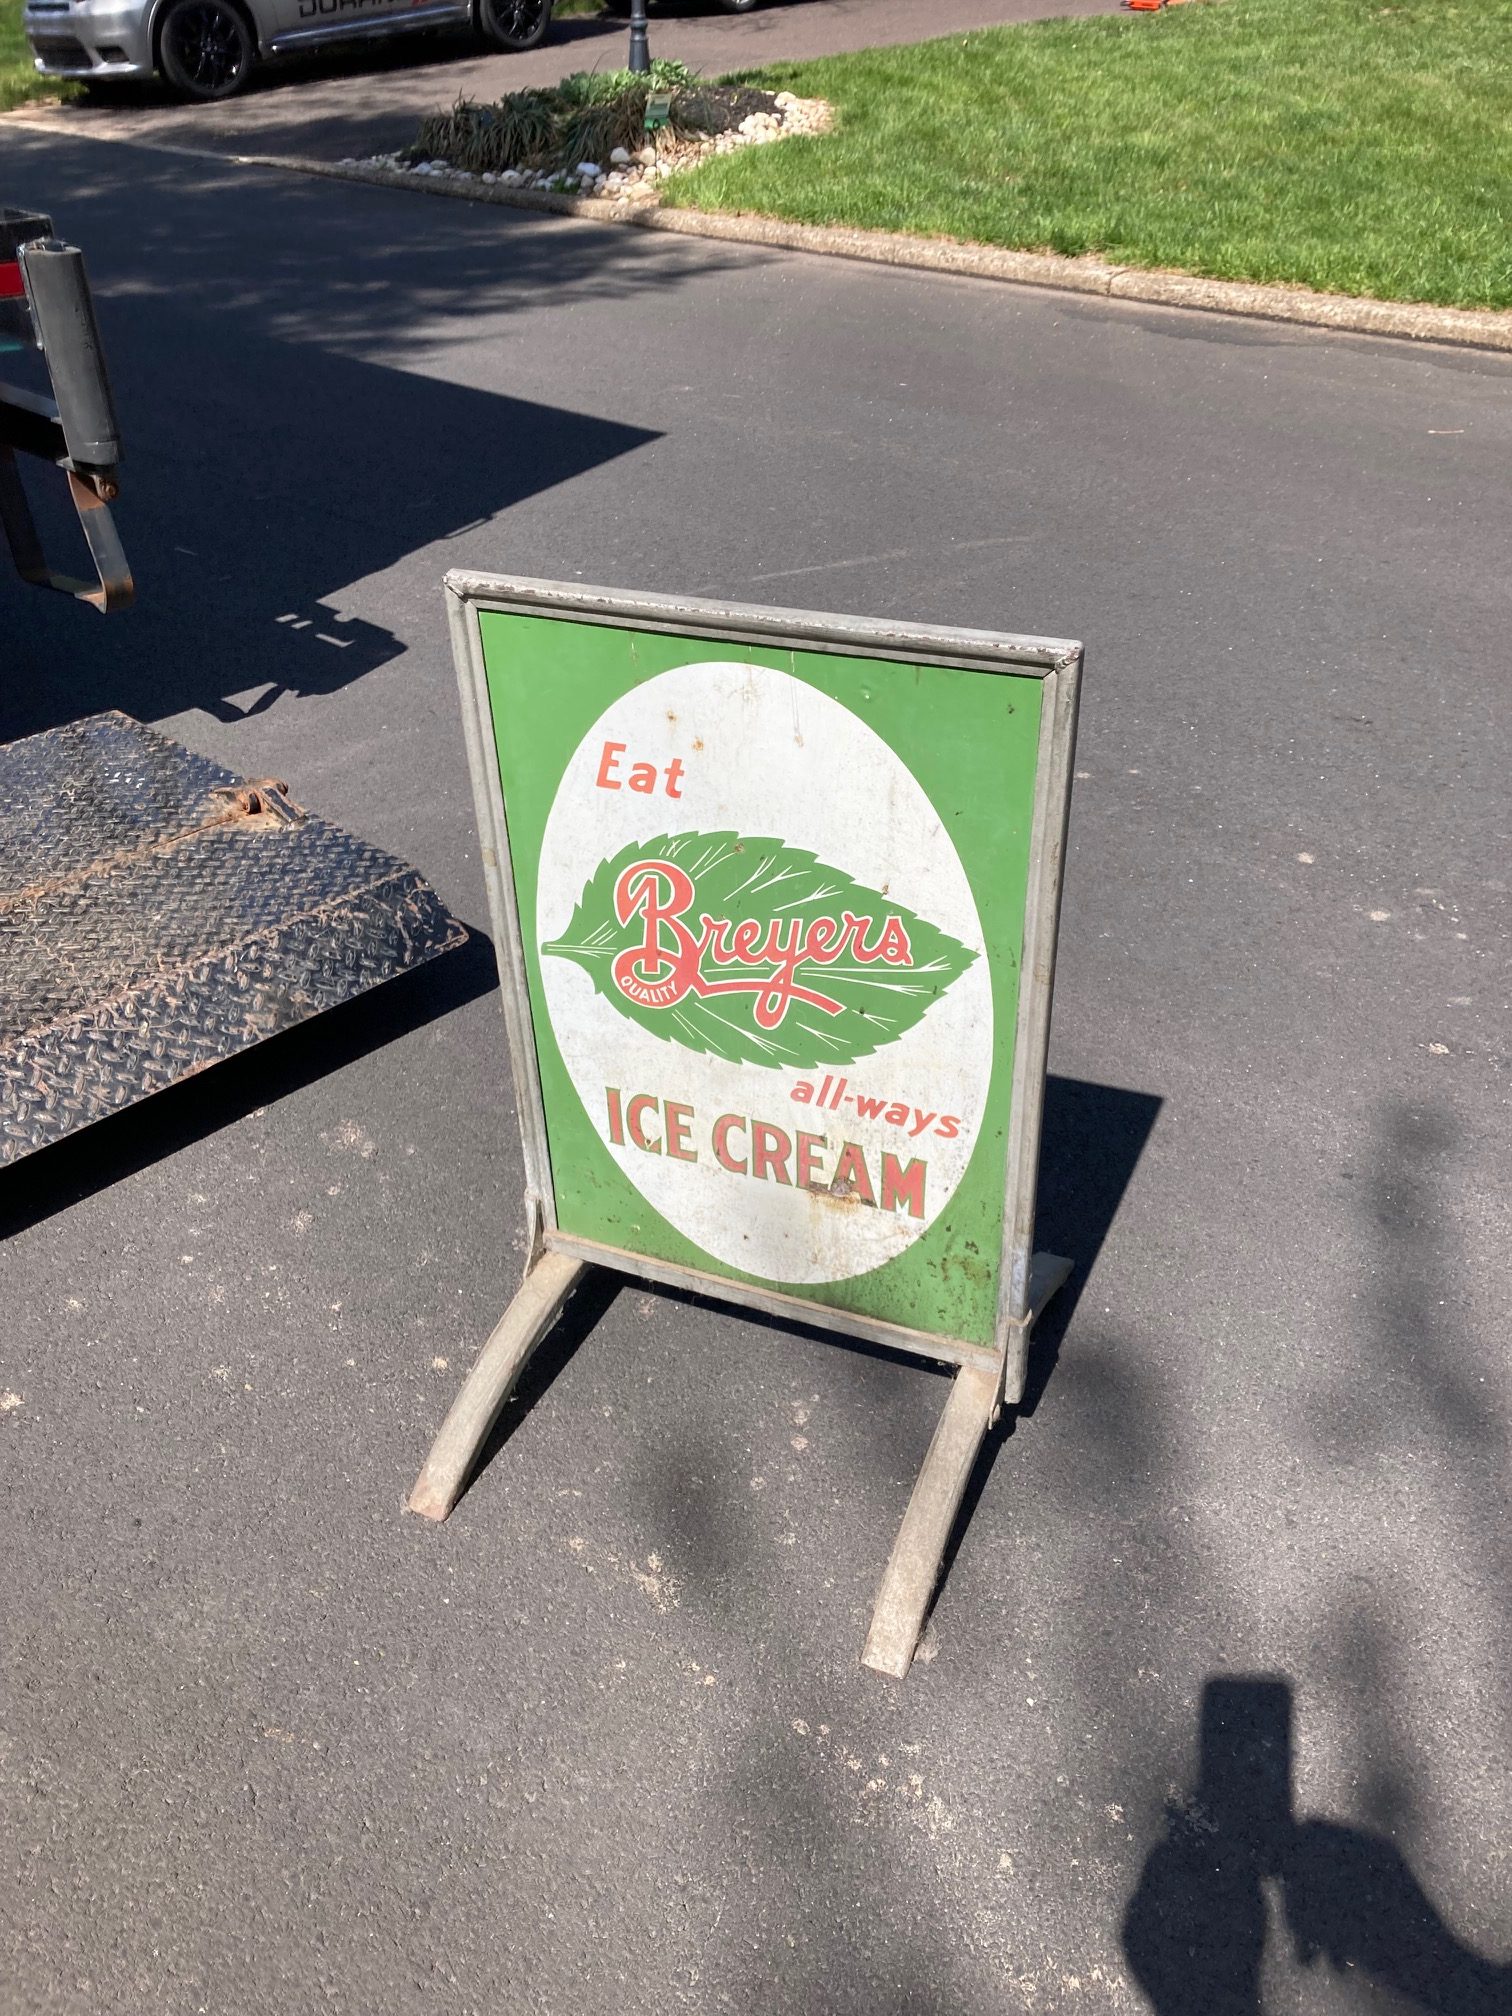 Eat
Breyers
QUALITY
all-ways
ICE CREAM